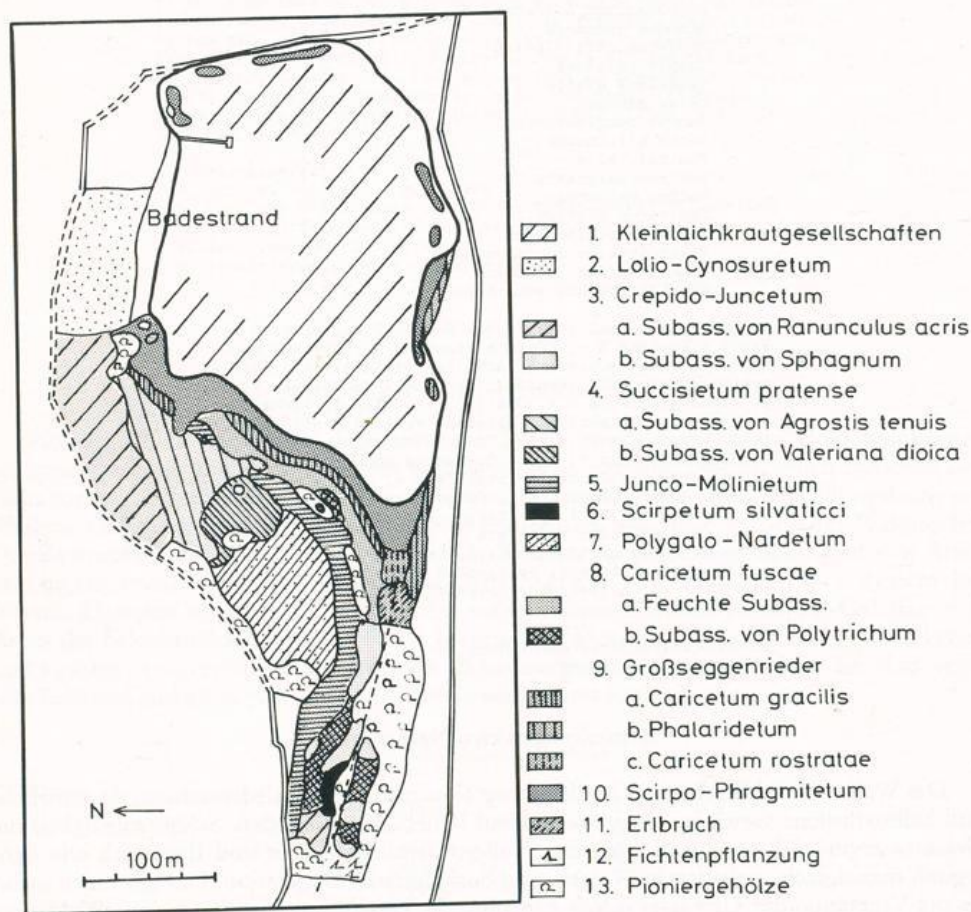 Badestrand
N
100m
1. Kleinlaichkrautgesellschaften
2. Lolio-Cynosuretum
3. Crepido-Juncetum
a. Subass. von Ranunculus acris
b. Subass. von Sphagnum
4. Succisietum pratense
a. Subass. von Agrostis tenuis
b. Subass. von Valeriana dioica
5. Junco-Molinietum
6. Scirpetum silvaticci
7. Polygalo-Nardetum
8. Caricetum fuscae
a. Feuchte Subass.
b. Subass. von Polytrichum
9. Großseggenrieder
a. Caricetum gracilis
b. Phalaridetum
c. Caricetum rostratae
10. Scirpo-Phragmitetum
11. Erlbruch
12. Fichtenpflanzung
13. Pioniergehölze